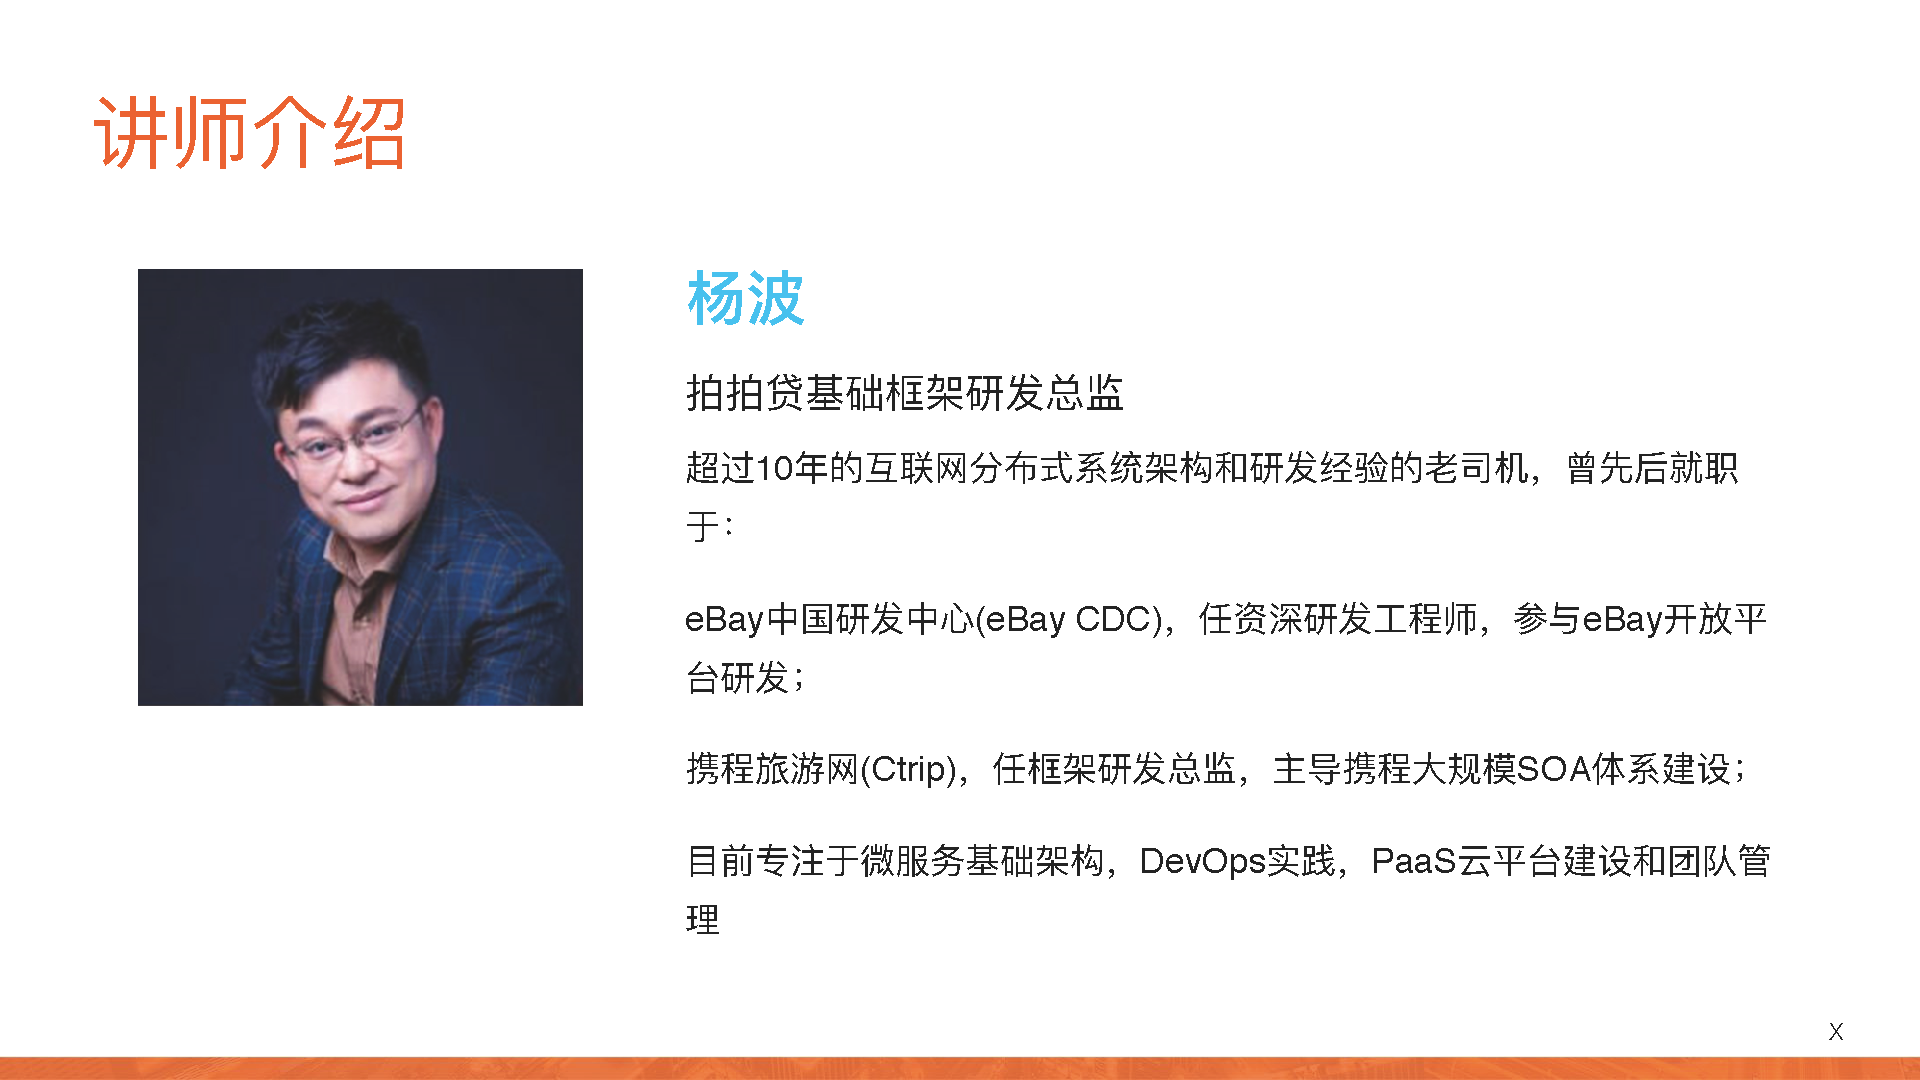 讲师介绍
杨波
拍拍贷基础框架研发总监
超过10年的互联网分布式系统架构和研发经验的老司机，曾先后就职
于：
eBay中国研发中心(eBay CDC)，任资深研发工程师，参与eBay开放平
台研发；
携程旅游网(Ctrip)，任框架研发总监，主导携程大规模SOA体系建设；
目前专注于微服务基础架构，DevOps实践，PaaS云平台建设和团队管
理
X